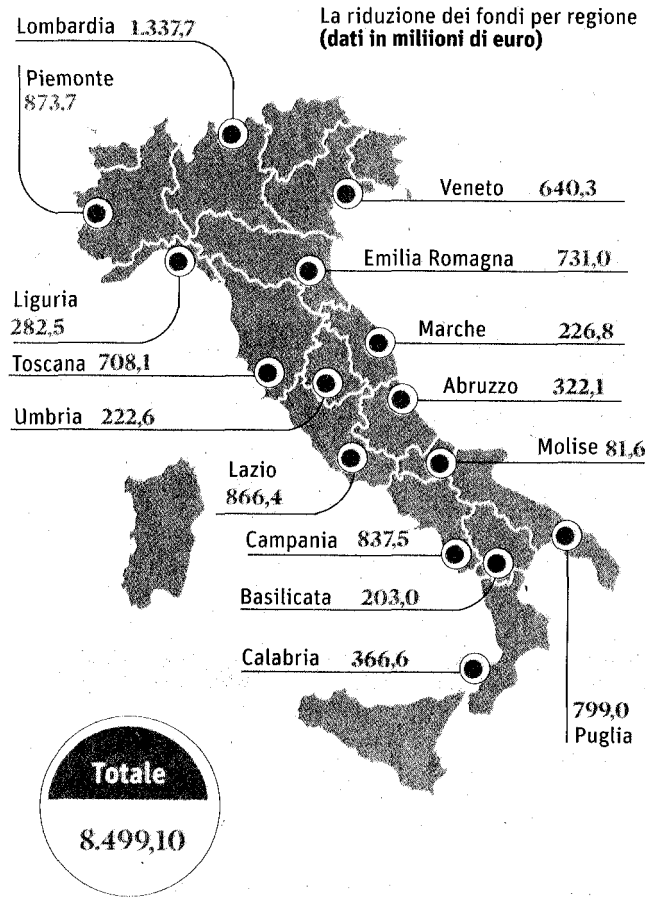 La riduzione dei fondi per regione
(dati in miliioni di euro)
Lombardia 1.337,7
Piemonte
873,7
Veneto 640,3
Emilia Romagna 731,0
Liguria
282,5
Marche 226,8
Toscana 708,1
Abruzzo 322,1
Umbria 222,6
Molise 81,6
Lazio
866,4
Campania 837,5
Basilicata 203,0
Calabria 366,6
799,0
Puglia
Totale
8.499,10